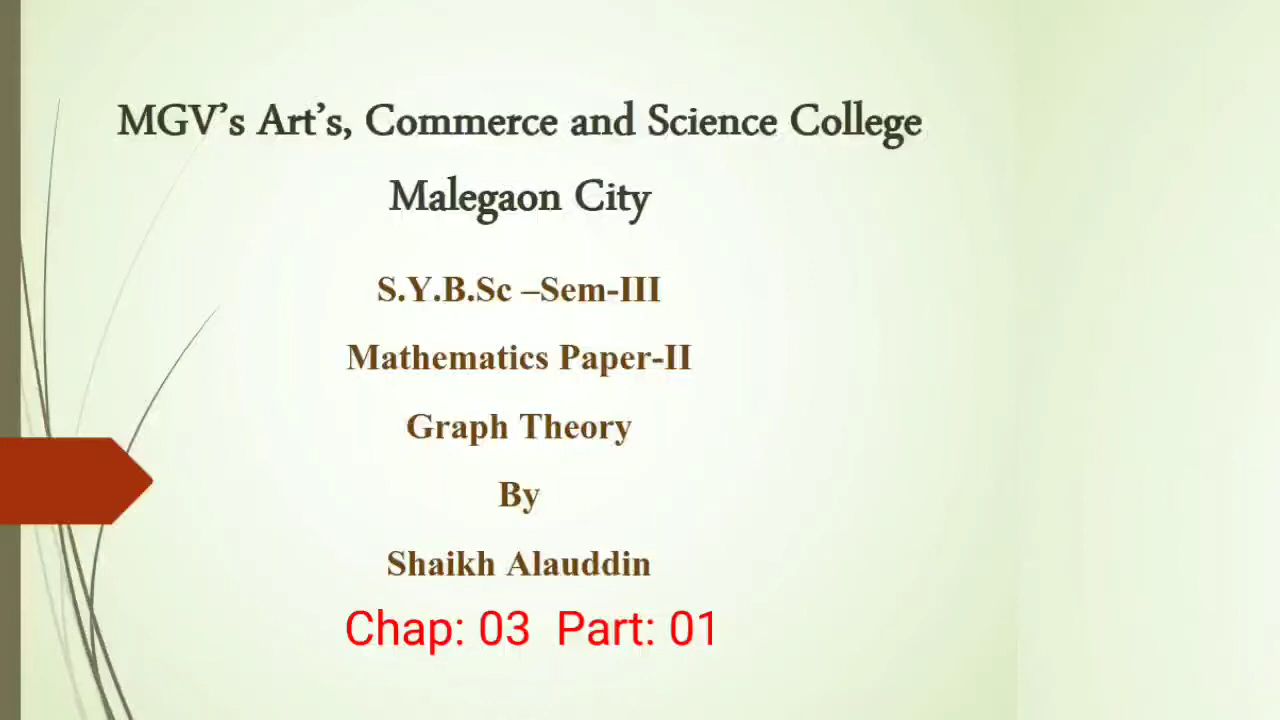 MGV’s Art’s, Commerce and Science College
Malegaon City
S.Y.B.Sc –Sem-III
Mathematics Paper-II
Graph Theory
By
Shaikh Alauddin
Chap: 03 Part: 01